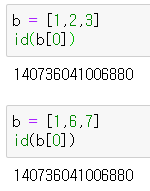 b = [1,2,3]
id(b[0])
140736041006880
b = [1,6,7]
id(b[0])
140736041006880